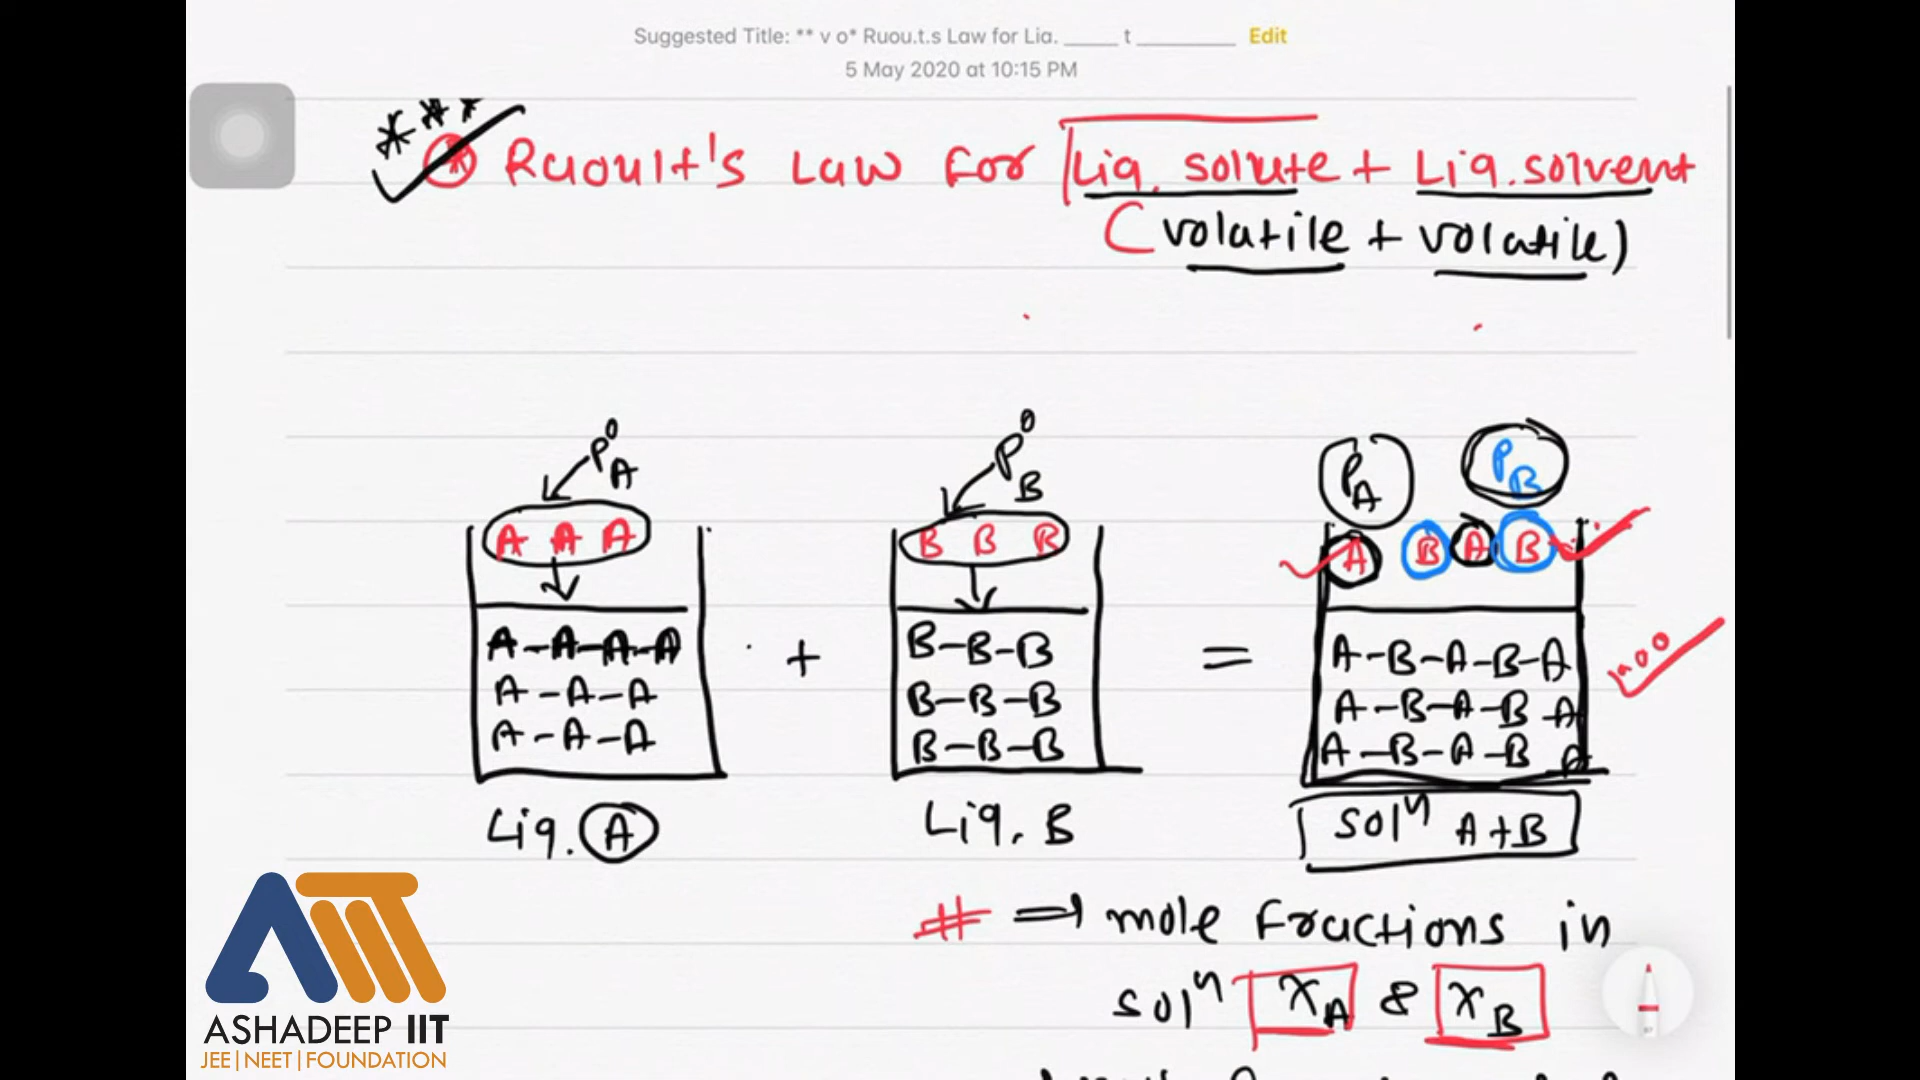 Suggested Title: ** v o* Ruou.t.s Law for Lia. _____ t _________ Edit
5 May 2020 at 10:15 PM
*** * Ruoult's Law For Liq. solute + Liq. solvent
(volatile + volatile)
P°A
P°B
PA
PB
A A A
B B B
A B A B
A-A-A-A
A-A-A
A-A-A
+
B-B-B
B-B-B
B-B-B
=
A-B-A-B-A
A-B-A-B-A
A-B-A-B A
Liq. A
Liq. B
solⁿ A+B
# ⇒ mole fractions in
solⁿ xA & xB
ASHADEEP IIT
JEE|NEET|FOUNDATION